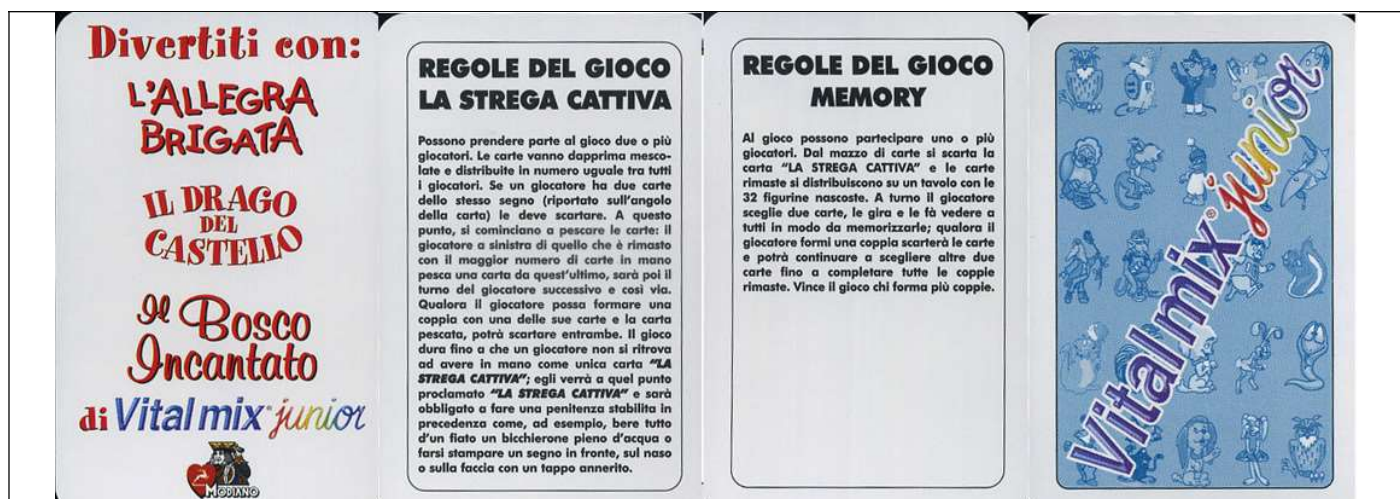 Divertiti con:
L'ALLEGRA
BRIGATA
IL DRAGO
DEL
CASTELLO
Il Bosco
Incantato
di Vitalmix® junior
MODIANO
REGOLE DEL GIOCO
LA STREGA CATTIVA
Possono prendere parte al gioco due o più
giocatori. Le carte vanno dapprima mesco-
late e distribuite in numero uguale tra tutti
i giocatori. Se un giocatore ha due carte
dello stesso segno (riportato sull'angolo
della carta) le deve scartare. A questo
punto, si cominciano a pescare le carte: il
giocatore a sinistra di quello che è rimasto
con il maggior numero di carte in mano
pesca una carta da quest'ultimo, sarà poi il
turno del giocatore successivo e così via.
Qualora il giocatore possa formare una
coppia con una delle sue carte e la carta
pescata, potrà scartare entrambe. Il gioco
dura fino a che un giocatore non si ritrova
ad avere in mano come unica carta "LA
STREGA CATTIVA"; egli verrà a quel punto
proclamato "LA STREGA CATTIVA" e sarà
obbligato a fare una penitenza stabilita in
precedenza come, ad esempio, bere tutto
d'un fiato un bicchierone pieno d'acqua o
farsi stampare un segno in fronte, sul naso
o sulla faccia con un tappo annerito.
REGOLE DEL GIOCO
MEMORY
Al gioco possono partecipare uno o più
giocatori. Dal mazzo di carte si scarta la
carta "LA STREGA CATTIVA" e le carte
rimaste si distribuiscono su un tavolo con le
32 figurine nascoste. A turno il giocatore
sceglie due carte, le gira e le fà vedere a
tutti in modo da memorizzarle; qualora il
giocatore formi una coppia scarterà le carte
e potrà continuare a scegliere altre due
carte fino a completare tutte le coppie
rimaste. Vince il gioco chi forma più coppie.
Vitalmix® junior